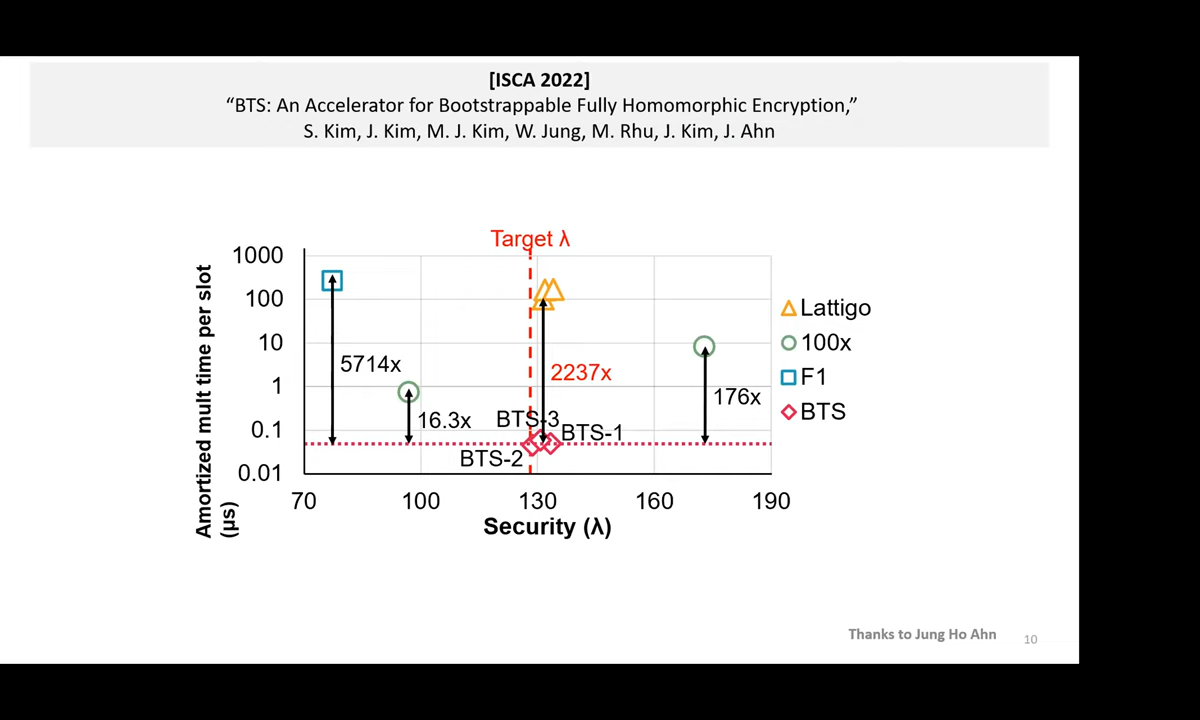 [ISCA 2022]
“BTS: An Accelerator for Bootstrappable Fully Homomorphic Encryption,”
S. Kim, J. Kim, M. J. Kim, W. Jung, M. Rhu, J. Kim, J. Ahn
Target λ
Amortized mult time per slot
(μs)
1000
100
10
1
0.1
0.01
5714x
16.3x
2237x
176x
BTS-3
BTS-1
BTS-2
70
100
130
160
190
Security (λ)
Lattigo
100x
F1
BTS
Thanks to Jung Ho Ahn
10